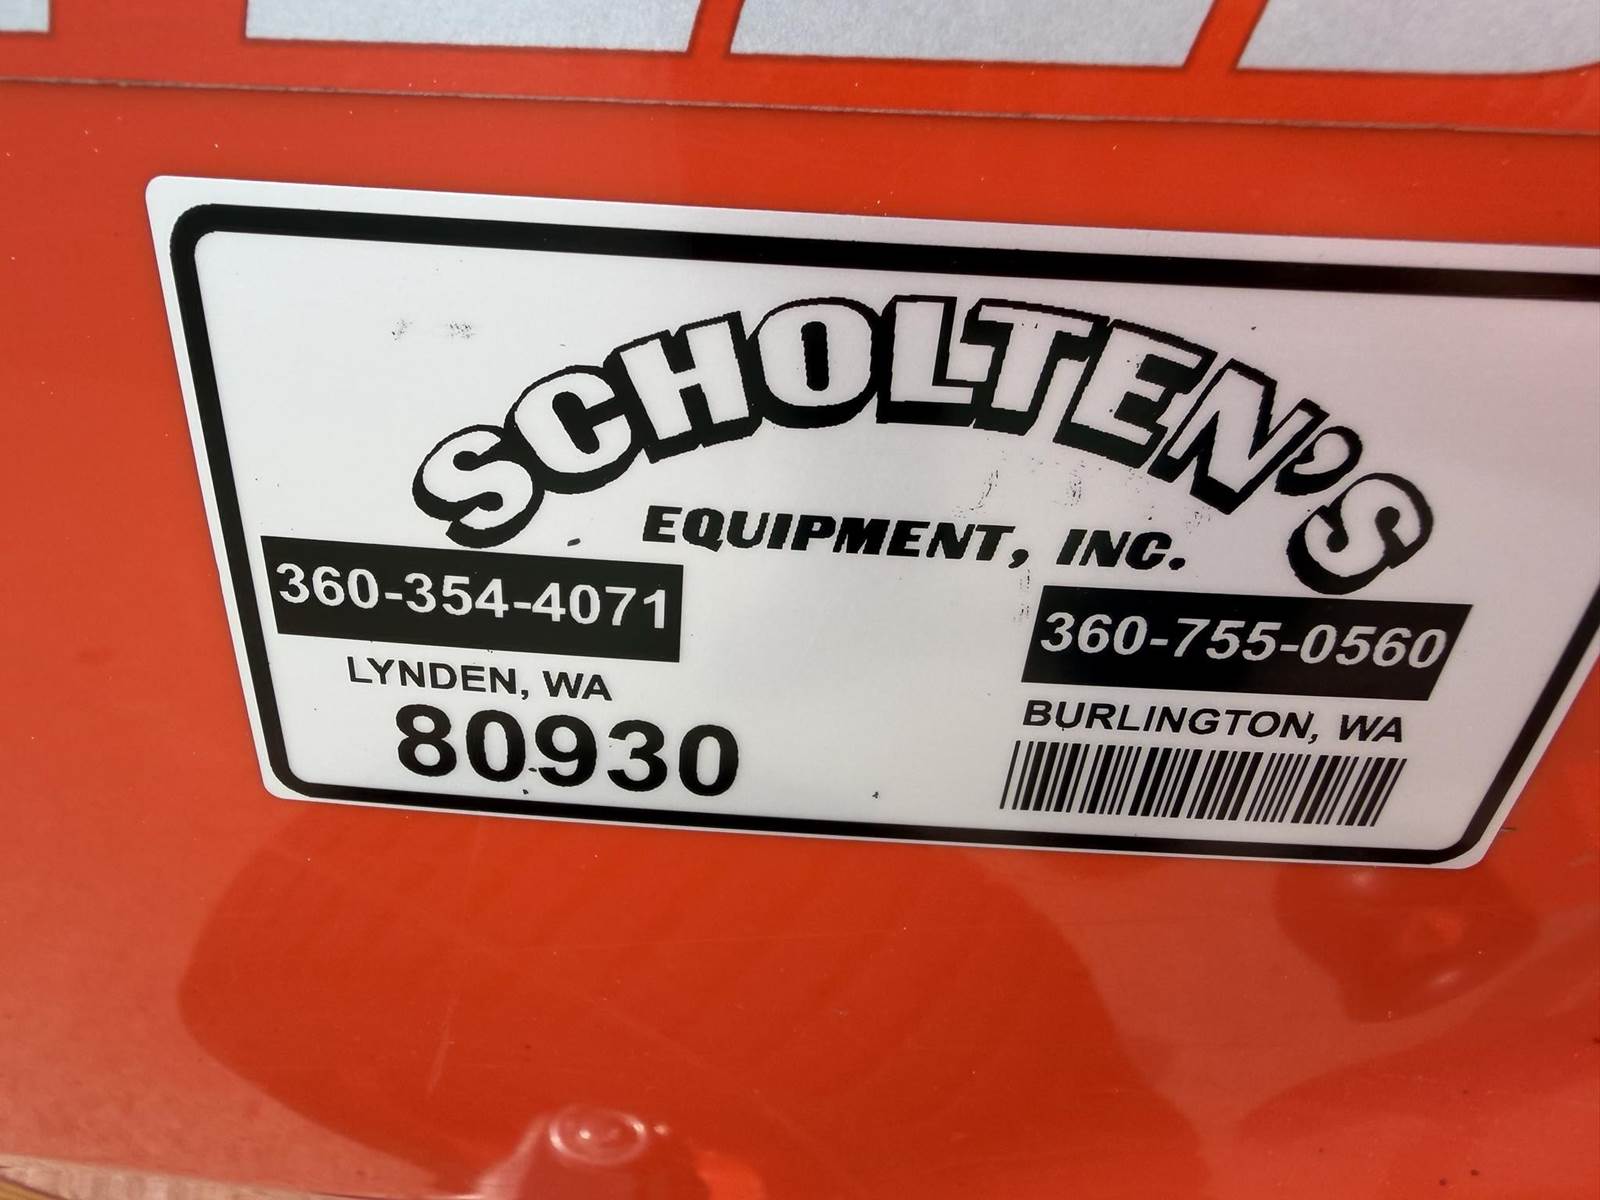 SCHOLTEN'S
EQUIPMENT, INC.
360-354-4071
LYNDEN, WA
80930
360-755-0560
BURLINGTON, WA